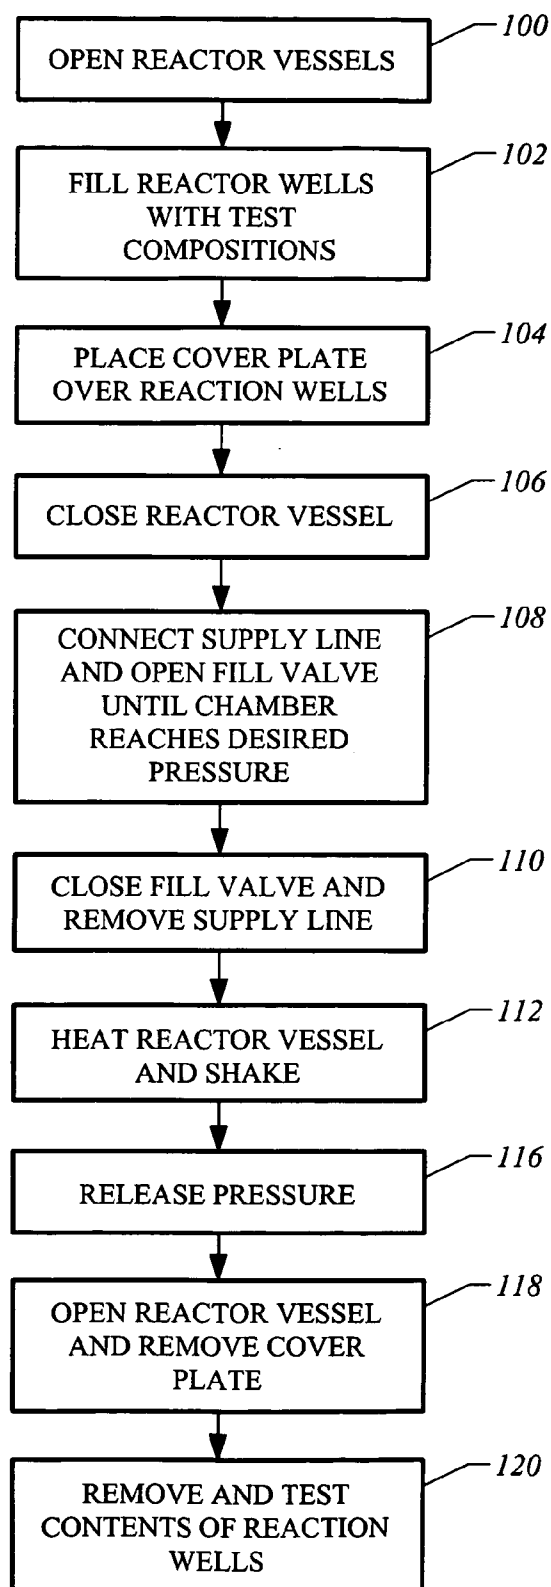 100
OPEN REACTOR VESSELS
102
FILL REACTOR WELLS
WITH TEST
COMPOSITIONS
104
PLACE COVER PLATE
OVER REACTION WELLS
106
CLOSE REACTOR VESSEL
108
CONNECT SUPPLY LINE
AND OPEN FILL VALVE
UNTIL CHAMBER
REACHES DESIRED
PRESSURE
110
CLOSE FILL VALVE AND
REMOVE SUPPLY LINE
112
HEAT REACTOR VESSEL
AND SHAKE
116
RELEASE PRESSURE
118
OPEN REACTOR VESSEL
AND REMOVE COVER
PLATE
120
REMOVE AND TEST
CONTENTS OF REACTION
WELLS